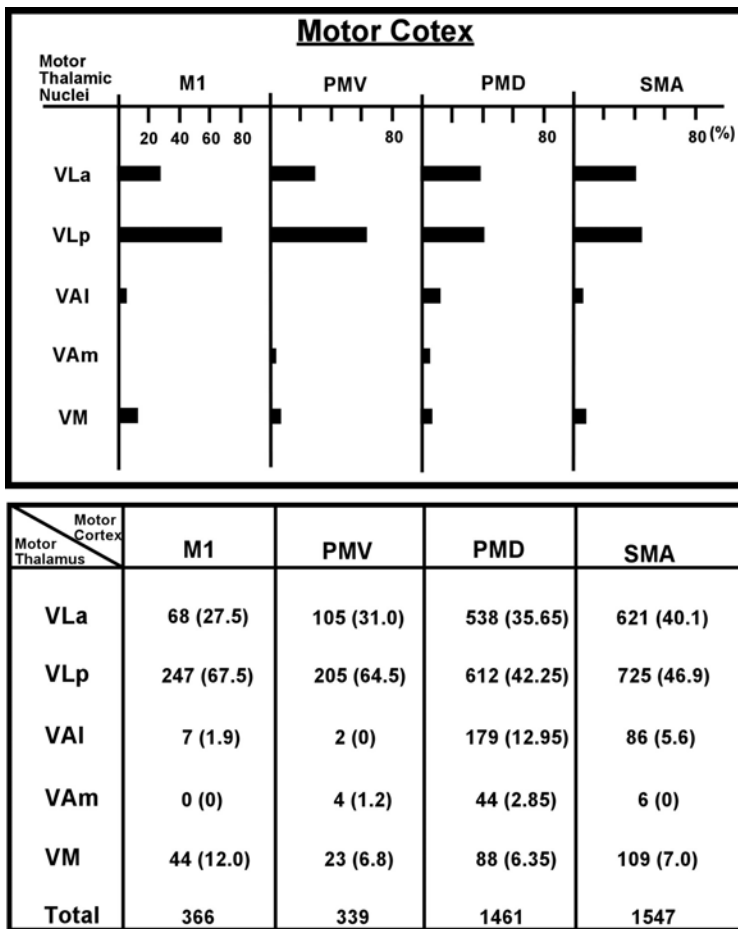 Motor Cotex
Motor
Thalamic
Nuclei
M1 PMV PMD SMA
20 40 60 80 80 80 80 (%)
VLa
VLp
VAl
VAm
VM
Motor
Cortex
Motor
Thalamus
M1 PMV PMD SMA
VLa 68 (27.5) 105 (31.0) 538 (35.65) 621 (40.1)
VLp 247 (67.5) 205 (64.5) 612 (42.25) 725 (46.9)
VAl 7 (1.9) 2 (0) 179 (12.95) 86 (5.6)
VAm 0 (0) 4 (1.2) 44 (2.85) 6 (0)
VM 44 (12.0) 23 (6.8) 88 (6.35) 109 (7.0)
Total 366 339 1461 1547